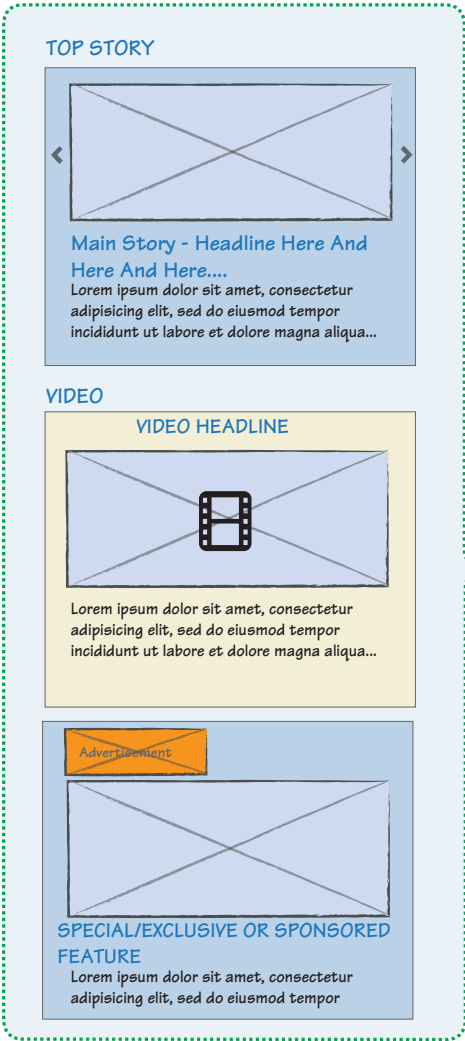 TOP STORY
Main Story - Headline Here And
Here And Here....
Lorem ipsum dolor sit amet, consectetur
adipisicing elit, sed do eiusmod tempor
incididunt ut labore et dolore magna aliqua...
VIDEO
VIDEO HEADLINE
Lorem ipsum dolor sit amet, consectetur
adipisicing elit, sed do eiusmod tempor
incididunt ut labore et dolore magna aliqua...
Advertisement
SPECIAL/EXCLUSIVE OR SPONSORED
FEATURE
Lorem ipsum dolor sit amet, consectetur
adipisicing elit, sed do eiusmod tempor